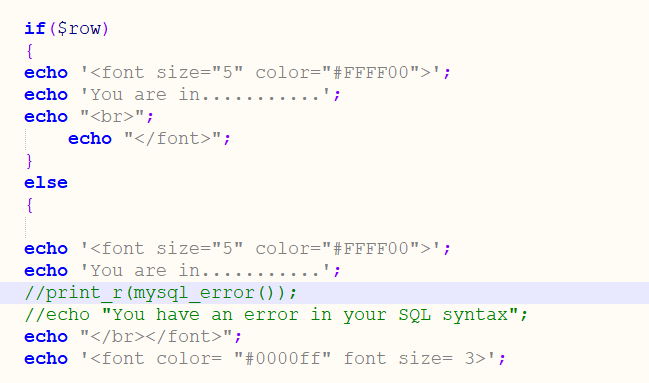 if($row)
{
echo '<font size="5" color="#FFFF00">';
echo 'You are in...........';
echo "<br>";
echo "</font>";
}
else
{
echo '<font size="5" color="#FFFF00">';
echo 'You are in...........';
//print_r(mysql_error());
//echo "You have an error in your SQL syntax";
echo "</br></font>";
echo '<font color= "#0000ff" font size= 3>';